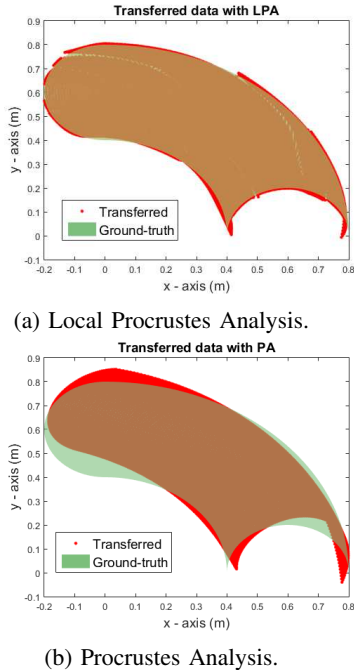 Transferred data with LPA
0.9
0.8
0.7
0.6
0.5
0.4
0.3
0.2
0.1
0
-0.1
y - axis (m)
Transferred
Ground-truth
-0.2 -0.1 0 0.1 0.2 0.3 0.4 0.5 0.6 0.7 0.8
x - axis (m)
(a) Local Procrustes Analysis.
Transferred data with PA
0.9
0.8
0.7
0.6
0.5
0.4
0.3
0.2
0.1
0
-0.1
y - axis (m)
Transferred
Ground-truth
-0.2 -0.1 0 0.1 0.2 0.3 0.4 0.5 0.6 0.7 0.8
x - axis (m)
(b) Procrustes Analysis.